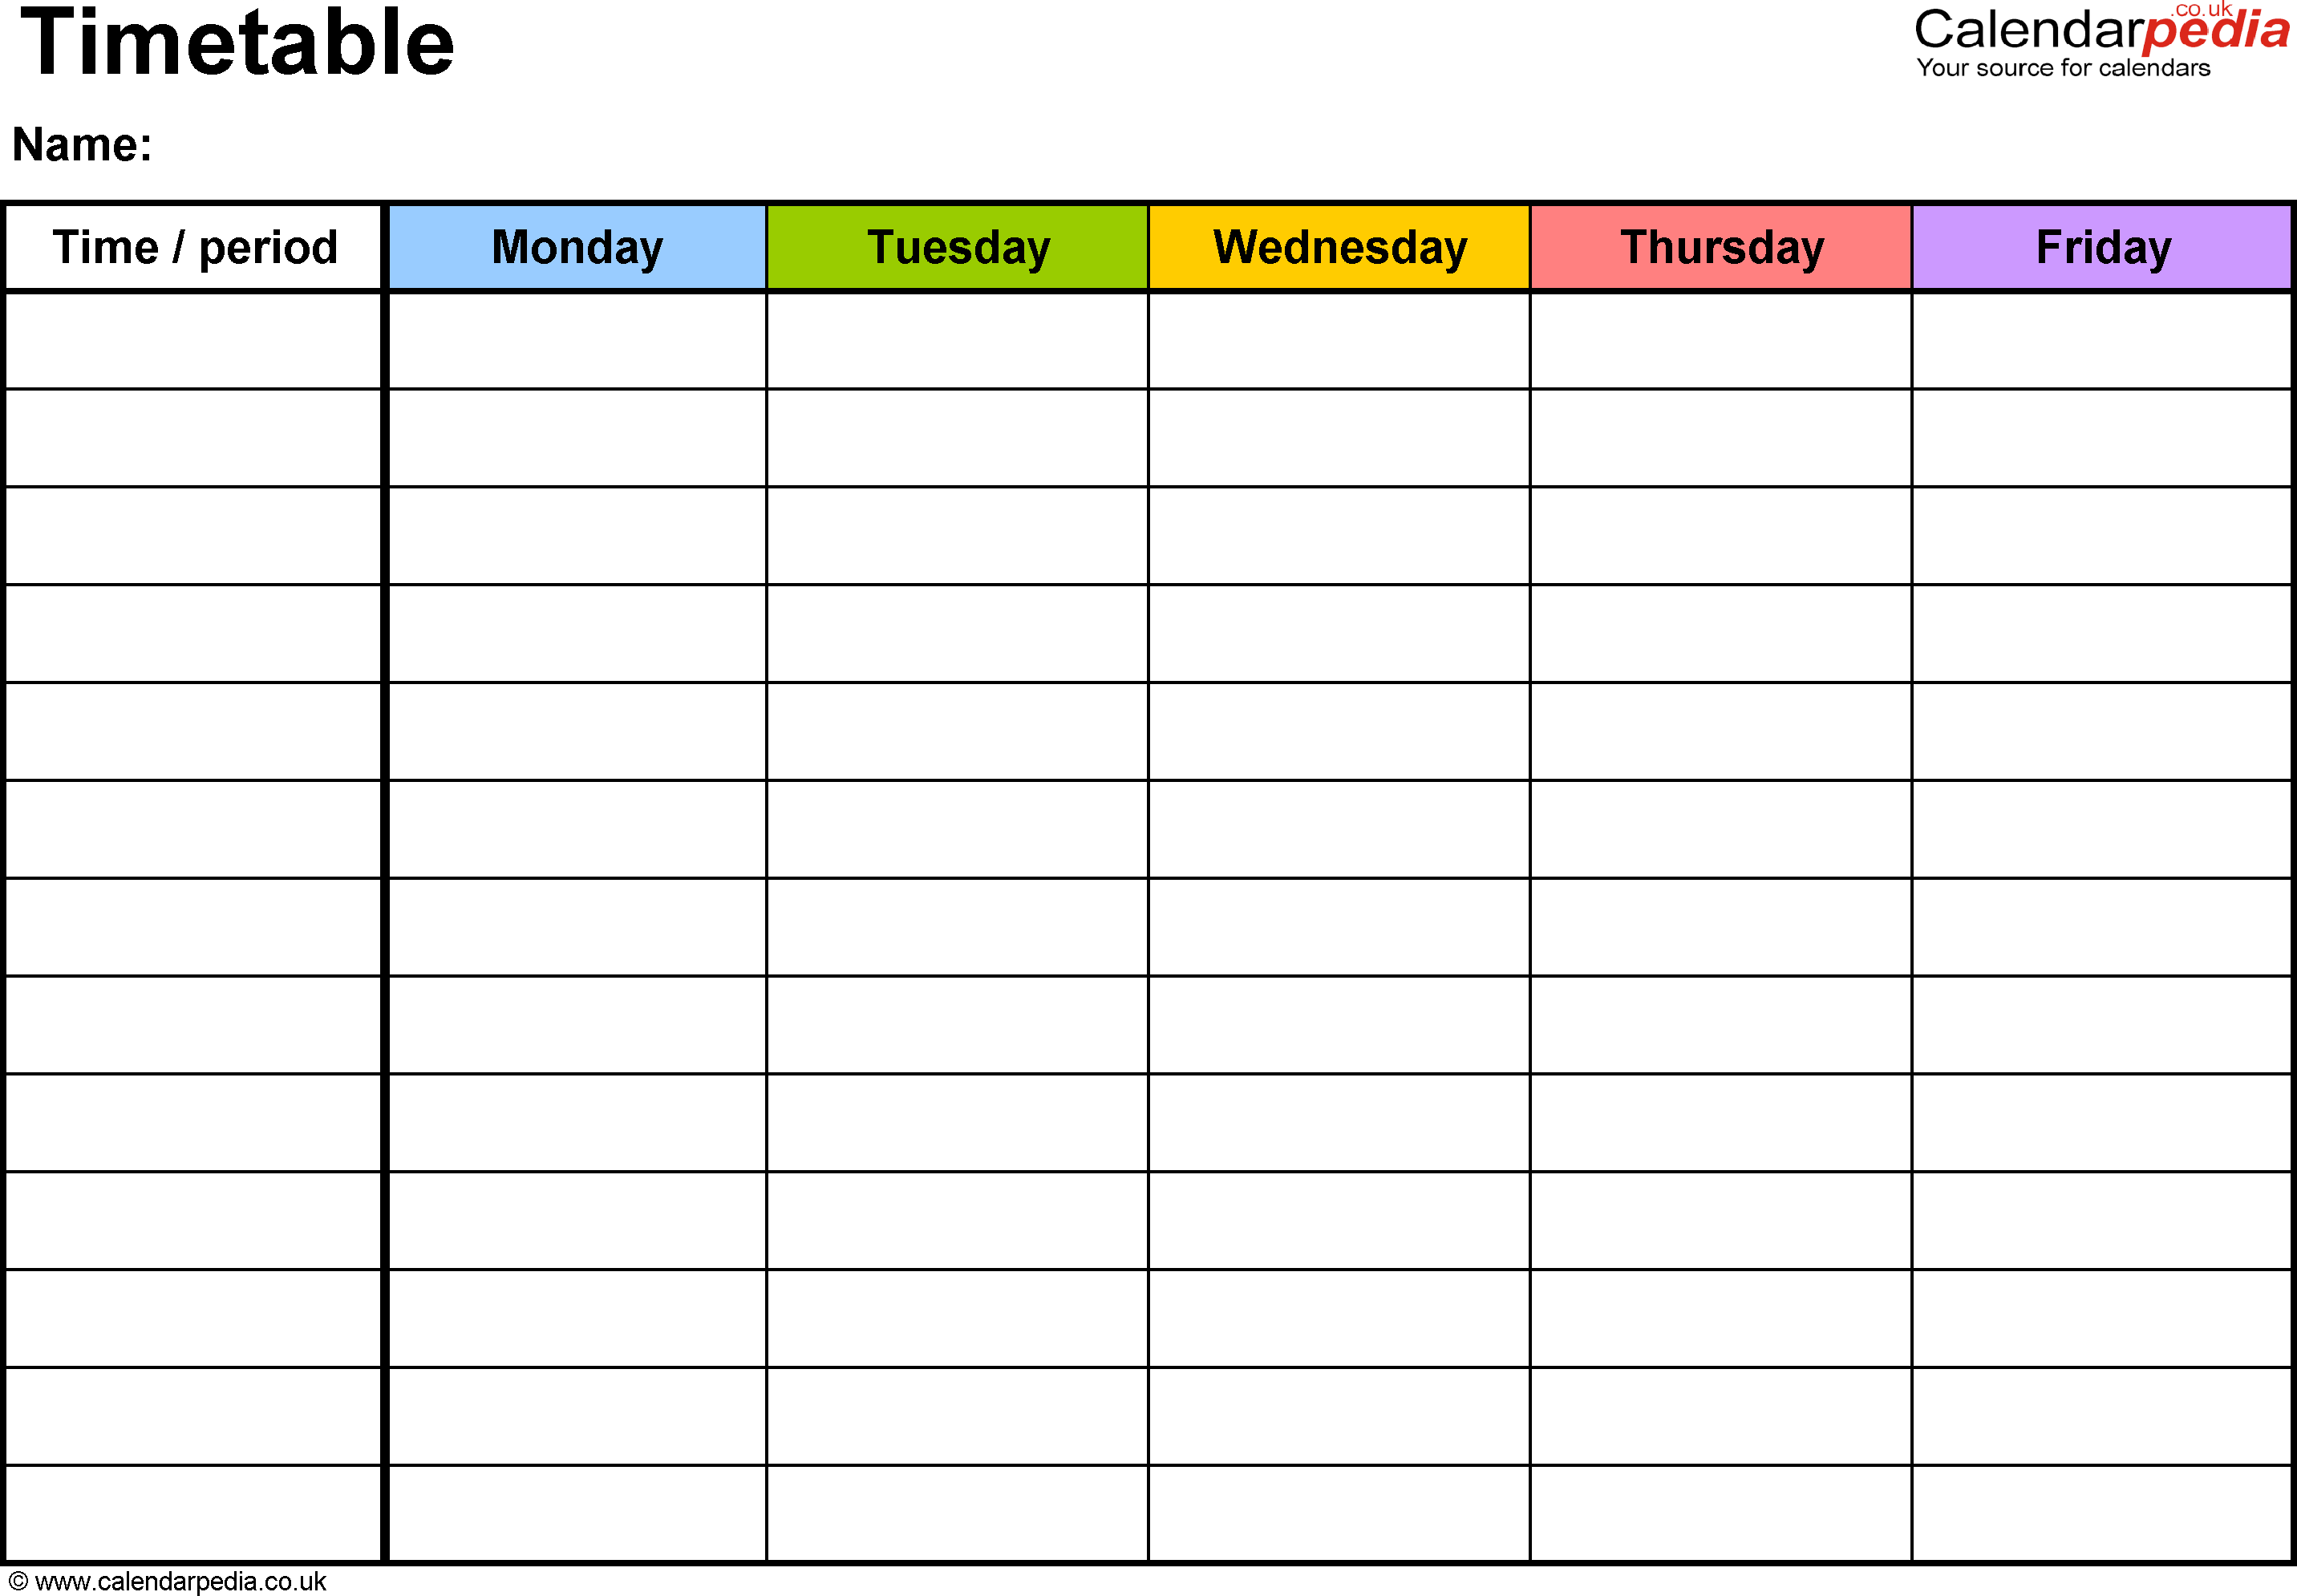 Timetable
Calendarpedia.co.uk
Your source for calendars
Name:
Time / period Monday Tuesday Wednesday Thursday Friday
© www.calendarpedia.co.uk